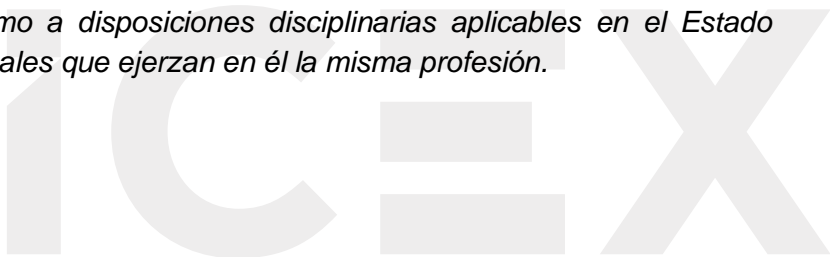 mo a disposiciones disciplinarias aplicables en el Estado
ales que ejerzan en él la misma profesión.
ICEX